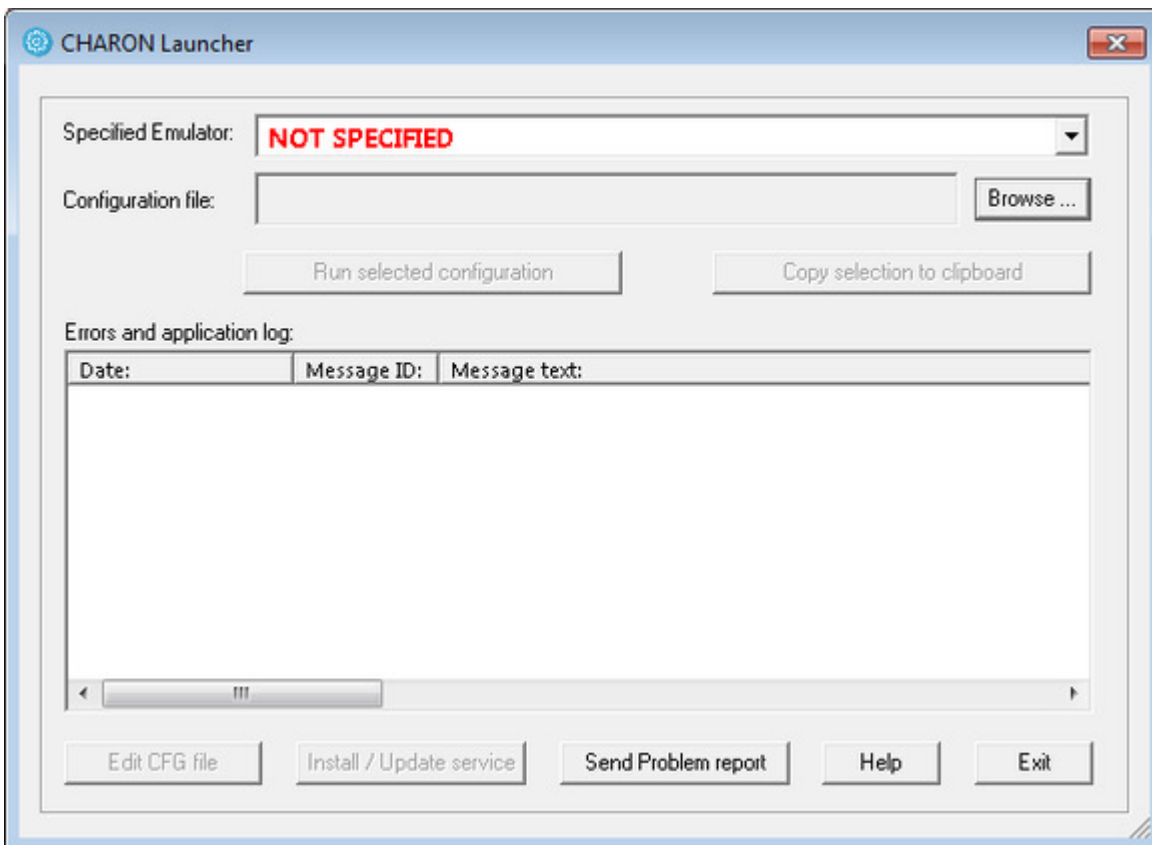 CHARON Launcher
Specified Emulator: NOT SPECIFIED
Configuration file: Browse ...
Run selected configuration Copy selection to clipboard
Errors and application log:
Date: Message ID: Message text:
Edit CFG file Install / Update service Send Problem report Help Exit